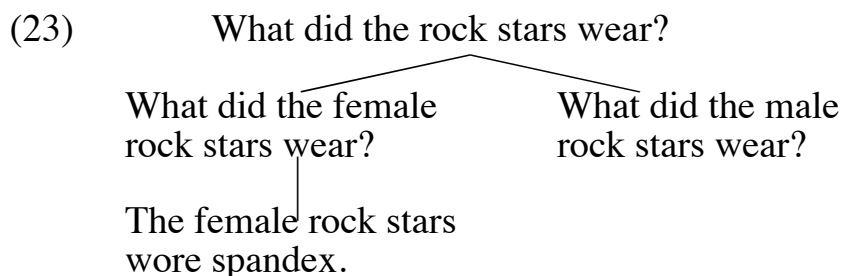 (23) What did the rock stars wear?
What did the female What did the male
rock stars wear? rock stars wear?
The female rock stars
wore spandex.